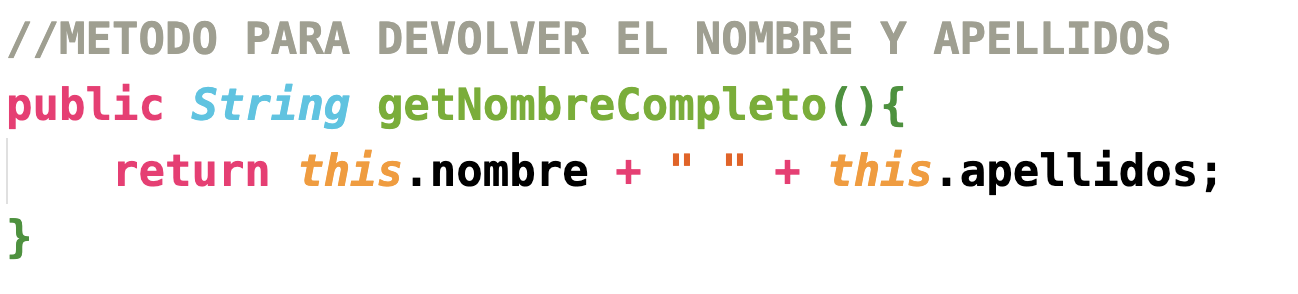 //METODO PARA DEVOLVER EL NOMBRE Y APELLIDOS
public String getNombreCompleto(){
    return this.nombre + " " + this.apellidos;
}